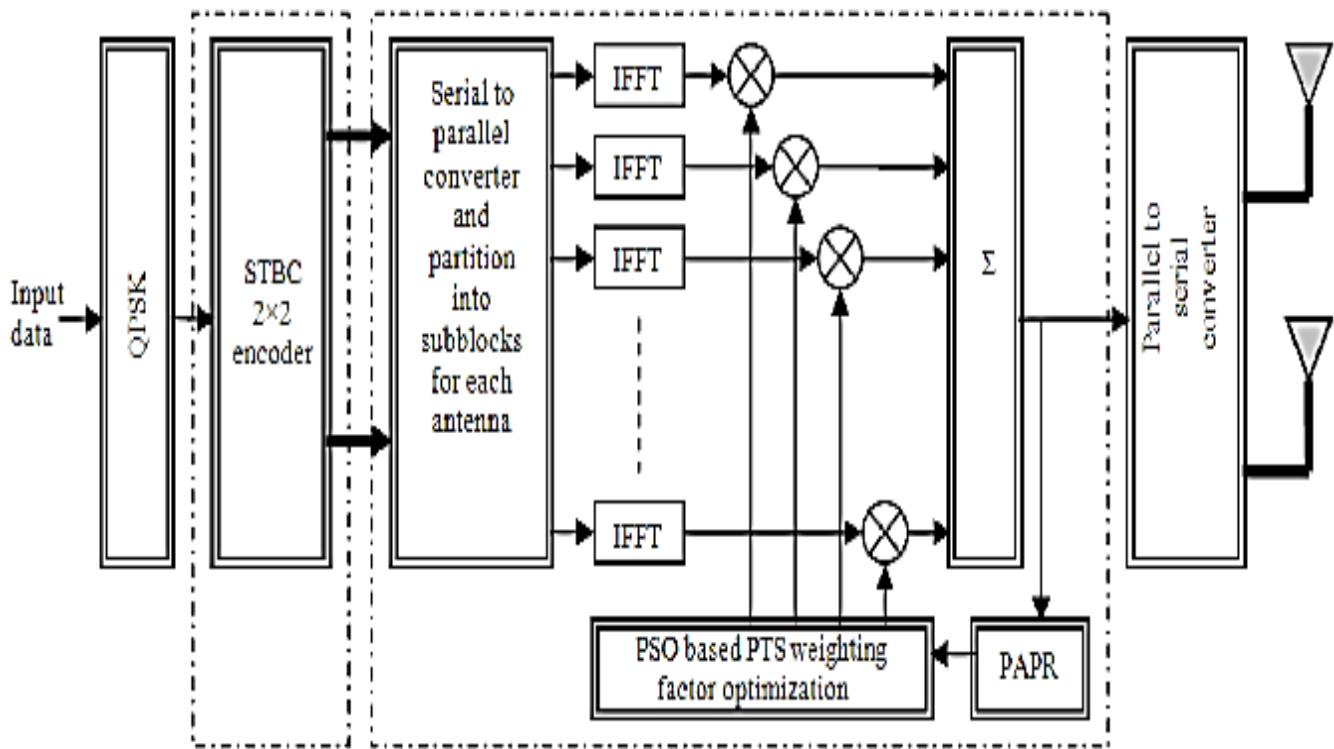 Input
data
QPSK
STBC
2×2
encoder
Serial to
parallel
converter
and
partition
into
subblocks
for each
antenna
IFFT
IFFT
IFFT
IFFT
Σ
Parallel to
serial
converter
PSO based PTS weighting
factor optimization
PAPR